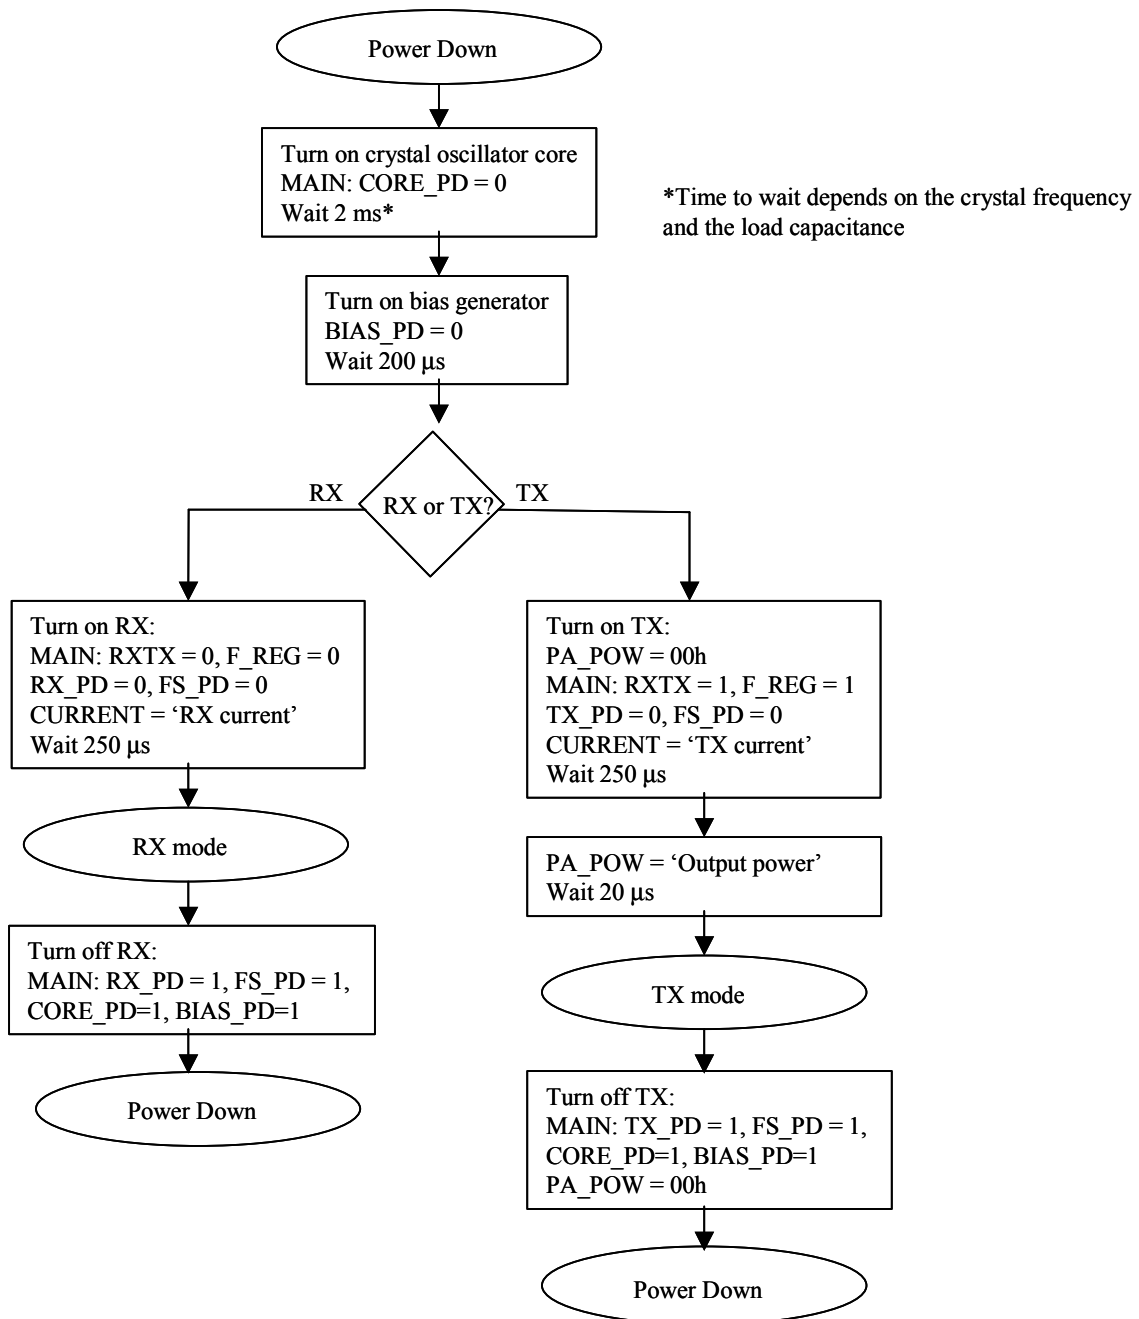 Power Down
Turn on crystal oscillator core
MAIN: CORE_PD = 0
Wait 2 ms*
*Time to wait depends on the crystal frequency
and the load capacitance
Turn on bias generator
BIAS_PD = 0
Wait 200 μs
RX
RX or TX?
TX
Turn on RX:
MAIN: RXTX = 0, F_REG = 0
RX_PD = 0, FS_PD = 0
CURRENT = ‘RX current’
Wait 250 μs
RX mode
Turn off RX:
MAIN: RX_PD = 1, FS_PD = 1,
CORE_PD=1, BIAS_PD=1
Power Down
Turn on TX:
PA_POW = 00h
MAIN: RXTX = 1, F_REG = 1
TX_PD = 0, FS_PD = 0
CURRENT = ‘TX current’
Wait 250 μs
PA_POW = ‘Output power’
Wait 20 μs
TX mode
Turn off TX:
MAIN: TX_PD = 1, FS_PD = 1,
CORE_PD=1, BIAS_PD=1
PA_POW = 00h
Power Down